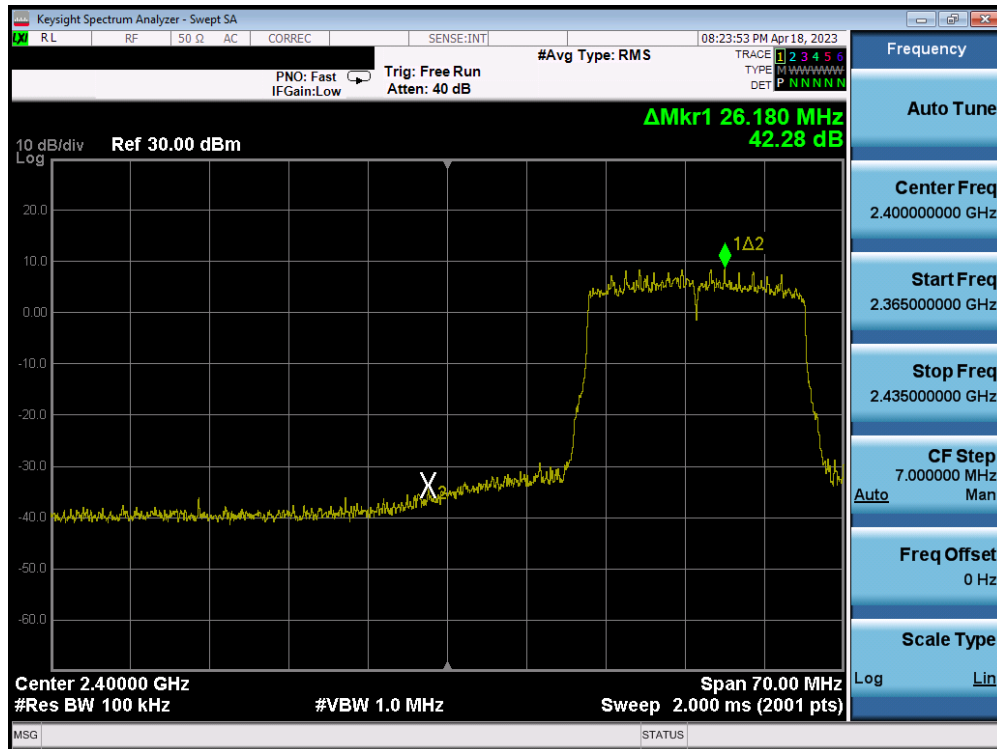 Keysight Spectrum Analyzer - Swept SA
LXI RL RF 50 Ω AC CORREC SENSE:INT 08:23:53 PM Apr 18, 2023
#Avg Type: RMS
TRACE 1 2 3 4 5 6
TYPE M W W W W W
DET P N N N N N
PNO: Fast
IFGain:Low
Trig: Free Run
Atten: 40 dB
ΔMkr1 26.180 MHz
42.28 dB
10 dB/div Ref 30.00 dBm
Log
20.0
10.0
0.00
-10.0
-20.0
-30.0
-40.0
-50.0
-60.0
1Δ2
X2
Center 2.40000 GHz
Span 70.00 MHz
#Res BW 100 kHz
#VBW 1.0 MHz
Sweep 2.000 ms (2001 pts)
MSG
STATUS
Frequency
Auto Tune
Center Freq
2.400000000 GHz
Start Freq
2.365000000 GHz
Stop Freq
2.435000000 GHz
CF Step
7.000000 MHz
Auto Man
Freq Offset
0 Hz
Scale Type
Log Lin